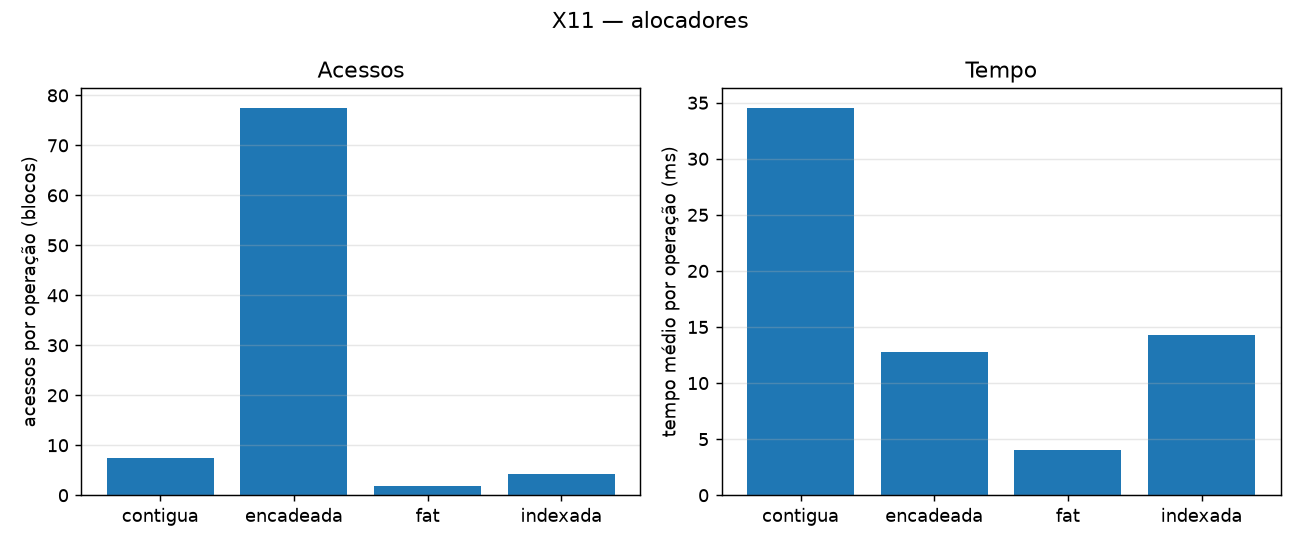 X11 — alocadores
Acessos
acessos por operação (blocos)
80
70
60
50
40
30
20
10
0
contigua
encadeada
fat
indexada
Tempo
tempo médio por operação (ms)
35
30
25
20
15
10
5
0
contigua
encadeada
fat
indexada